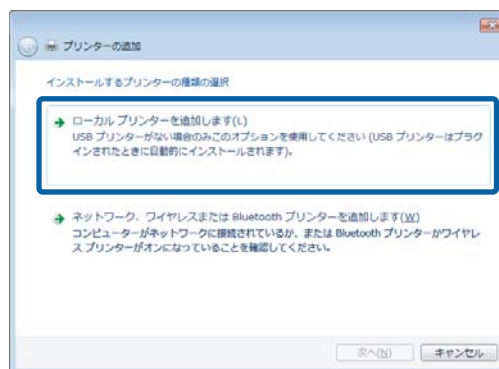 プリンターの追加
インストールするプリンターの種類の選択
ローカル プリンターを追加します(L)
USB プリンターがない場合のみこのオプションを使用してください (USB プリンターはプラグ
インされたときに自動的にインストールされます)。
ネットワーク、ワイヤレスまたは Bluetooth プリンターを追加します(W)
コンピューターがネットワークに接続されているか、または Bluetooth プリンターかワイヤレ
ス プリンターがオンになっていることを確認してください。
次へ(N) キャンセル